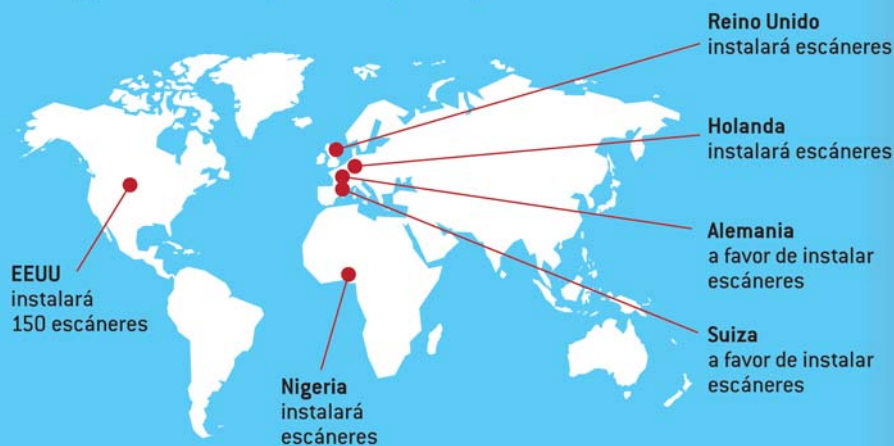 Reino Unido
instalará escáneres
Holanda
instalará escáneres
Alemania
a favor de instalar
escáneres
Suiza
a favor de instalar
escáneres
EEUU
instalará
150 escáneres
Nigeria
instalará
escáneres